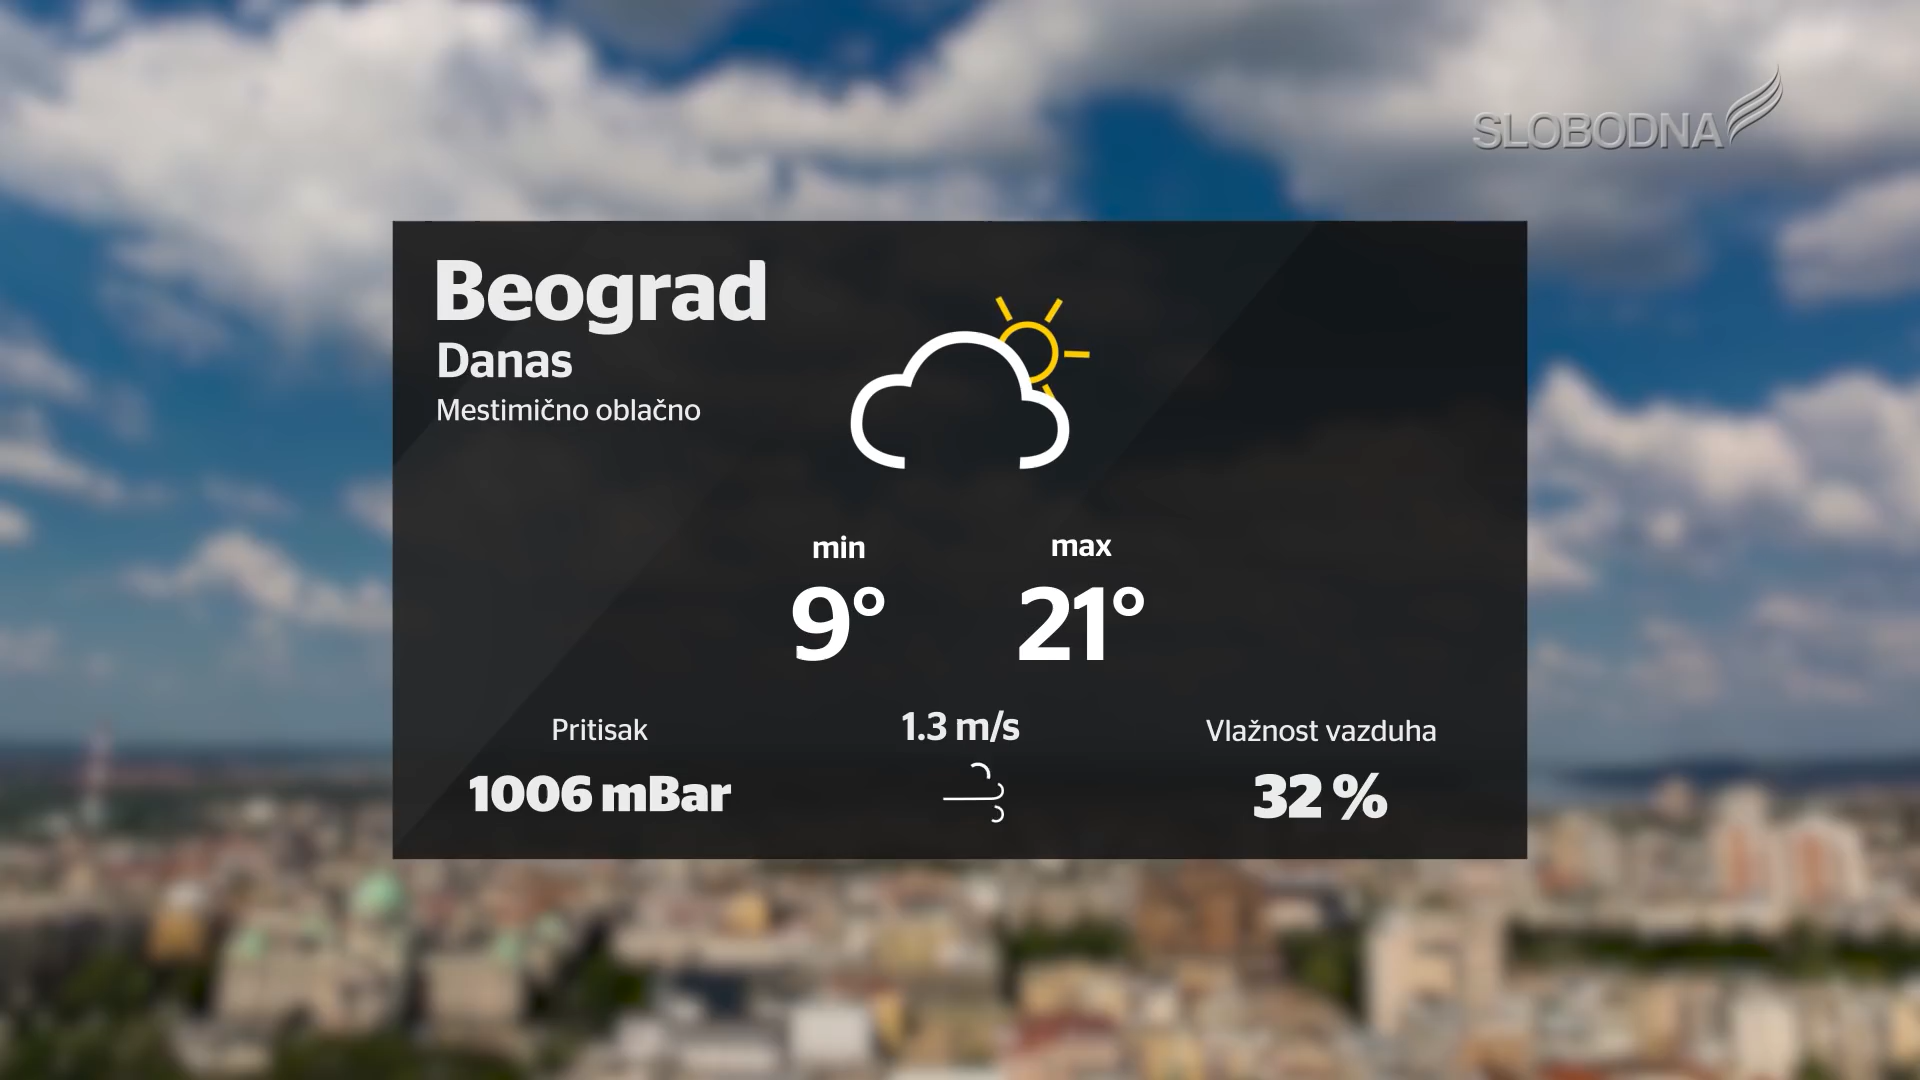 SLOBODNA
Beograd
Danas
Mestimično oblačno
min
max
9°
21°
Pritisak
1.3 m/s
Vlažnost vazduha
1006 mBar
32 %